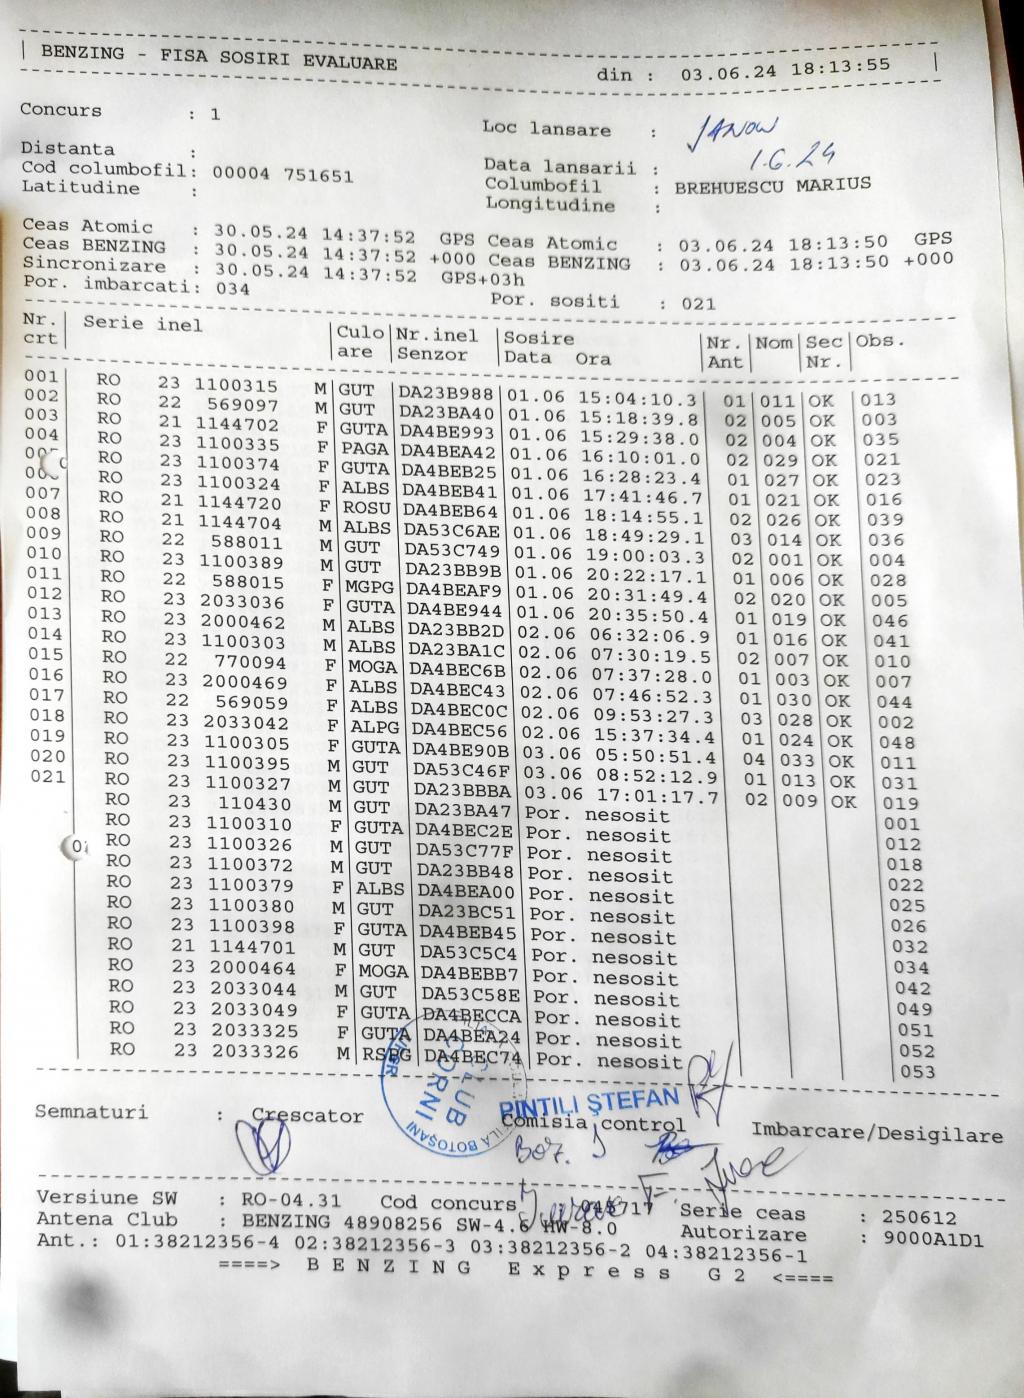 BENZING - FISA SOSIRI EVALUARE din : 03.06.24 18:13:55
Concurs : 1 Loc lansare : JANOW
Distanta : Data lansarii : 1.6.24
Cod columbofil: 00004 751651 Columbofil : BREHUESCU MARIUS
Latitudine : Longitudine :
Ceas Atomic : 30.05.24 14:37:52 GPS Ceas Atomic : 03.06.24 18:13:50 GPS
Ceas BENZING : 30.05.24 14:37:52 +000 Ceas BENZING : 03.06.24 18:13:50 +000
Sincronizare : 30.05.24 14:37:52 GPS+03h
Por. imbarcati: 034 Por. sositi : 021
Nr. Serie inel Culo Nr.inel Sosire Nr. Nom Sec Obs.
crt are Senzor Data Ora Ant Nr.
001 RO 23 1100315 M GUT DA23B988 01.06 15:04:10.3 01 011 OK 013
002 RO 22 569097 M GUT DA23BA40 01.06 15:18:39.8 02 005 OK 003
003 RO 21 1144702 F GUTA DA4BE993 01.06 15:29:38.0 02 004 OK 035
004 RO 23 1100335 F PAGA DA4BEA42 01.06 16:10:01.0 02 029 OK 021
RO 23 1100374 F GUTA DA4BEB25 01.06 16:28:23.4 01 027 OK 023
RO 23 1100324 F ALBS DA4BEB41 01.06 17:41:46.7 01 021 OK 016
007 RO 21 1144720 F ROSU DA4BEB64 01.06 18:14:55.1 02 026 OK 039
008 RO 21 1144704 M ALBS DA53C6AE 01.06 18:49:29.1 03 014 OK 036
009 RO 22 588011 M GUT DA53C749 01.06 19:00:03.3 02 001 OK 004
010 RO 23 1100389 M GUT DA23BB9B 01.06 20:22:17.1 01 006 OK 028
011 RO 22 588015 F MGPG DA4BEAF9 01.06 20:31:49.4 02 020 OK 005
012 RO 23 2033036 F GUTA DA4BE944 01.06 20:35:50.4 01 019 OK 046
013 RO 23 2000462 M ALBS DA23BB2D 02.06 06:32:06.9 01 016 OK 041
014 RO 23 1100303 M ALBS DA23BA1C 02.06 07:30:19.5 02 007 OK 010
015 RO 22 770094 F MOGA DA4BEC6B 02.06 07:37:28.0 01 003 OK 007
016 RO 23 2000469 F ALBS DA4BEC43 02.06 07:46:52.3 01 030 OK 044
017 RO 22 569059 F ALBS DA4BEC0C 02.06 09:53:27.3 03 028 OK 002
018 RO 23 2033042 F ALPG DA4BEC56 02.06 15:37:34.4 01 024 OK 048
019 RO 23 1100305 F GUTA DA4BE90B 03.06 05:50:51.4 04 033 OK 011
020 RO 23 1100395 M GUT DA53C46F 03.06 08:52:12.9 01 013 OK 031
021 RO 23 1100327 M GUT DA23BBBA 03.06 17:01:17.7 02 009 OK 019
RO 23 110430 M GUT DA23BA47 Por. nesosit 001
RO 23 1100310 F GUTA DA4BEC2E Por. nesosit 012
RO 23 1100326 M GUT DA53C77F Por. nesosit 018
RO 23 1100372 M GUT DA23BB48 Por. nesosit 022
RO 23 1100379 F ALBS DA4BEA00 Por. nesosit 025
RO 23 1100380 M GUT DA23BC51 Por. nesosit 026
RO 23 1100398 F GUTA DA4BEB45 Por. nesosit 032
RO 21 1144701 M GUT DA53C5C4 Por. nesosit 034
RO 23 2000464 F MOGA DA4BEBB7 Por. nesosit 042
RO 23 2033044 M GUT DA53C58E Por. nesosit 049
RO 23 2033049 F GUTA DA4BECCA Por. nesosit 051
RO 23 2033325 F GUTA DA4BEA24 Por. nesosit 052
RO 23 2033326 M RSPG DA4BEC74 Por. nesosit 053
CLUB
CORNI
BOTOȘANI
PINTILI ŞTEFAN
Semnaturi : Crescator Comisia control Imbarcare/Desigilare
Versiune SW : RO-04.31 Cod concurs Serie ceas : 250612
Antena Club : BENZING 48908256 SW-4.6 HW-8.0 Autorizare : 9000A1D1
Ant.: 01:38212356-4 02:38212356-3 03:38212356-2 04:38212356-1
====> BENZING Express G2 <====